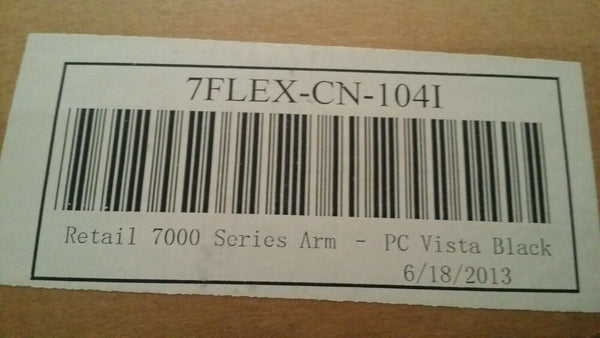 7FLEX-CN-104I
Retail 7000 Series Arm - PC Vista Black
6/18/2013